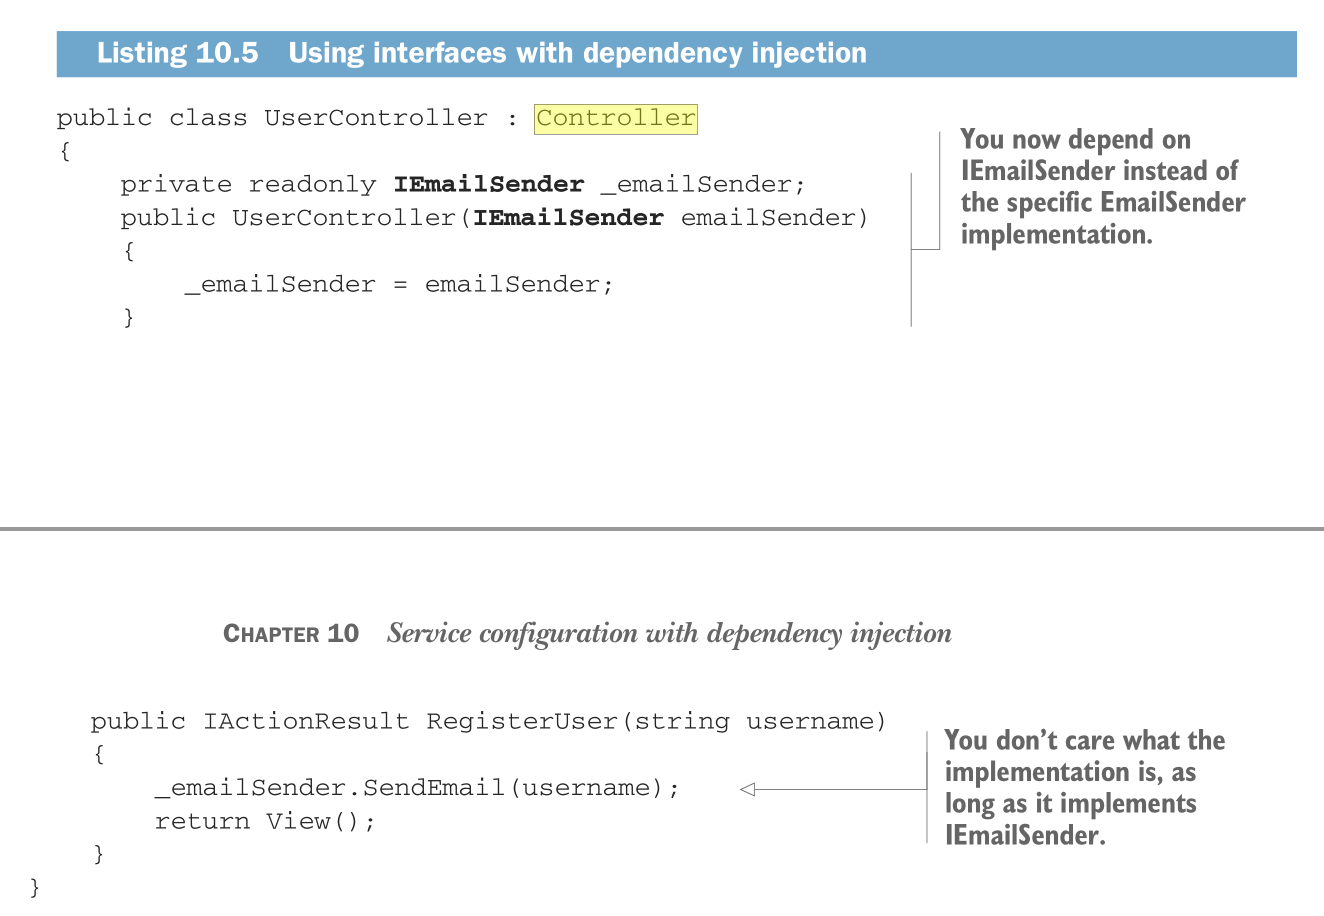 Listing 10.5 Using interfaces with dependency injection
public class UserController : Controller
{
    private readonly IEmailSender _emailSender;
    public UserController(IEmailSender emailSender)
    {
        _emailSender = emailSender;
    }
You now depend on
IEmailSender instead of
the specific EmailSender
implementation.
CHAPTER 10 Service configuration with dependency injection
    public IActionResult RegisterUser(string username)
    {
        _emailSender.SendEmail(username);
        return View();
    }
}
You don't care what the
implementation is, as
long as it implements
IEmailSender.